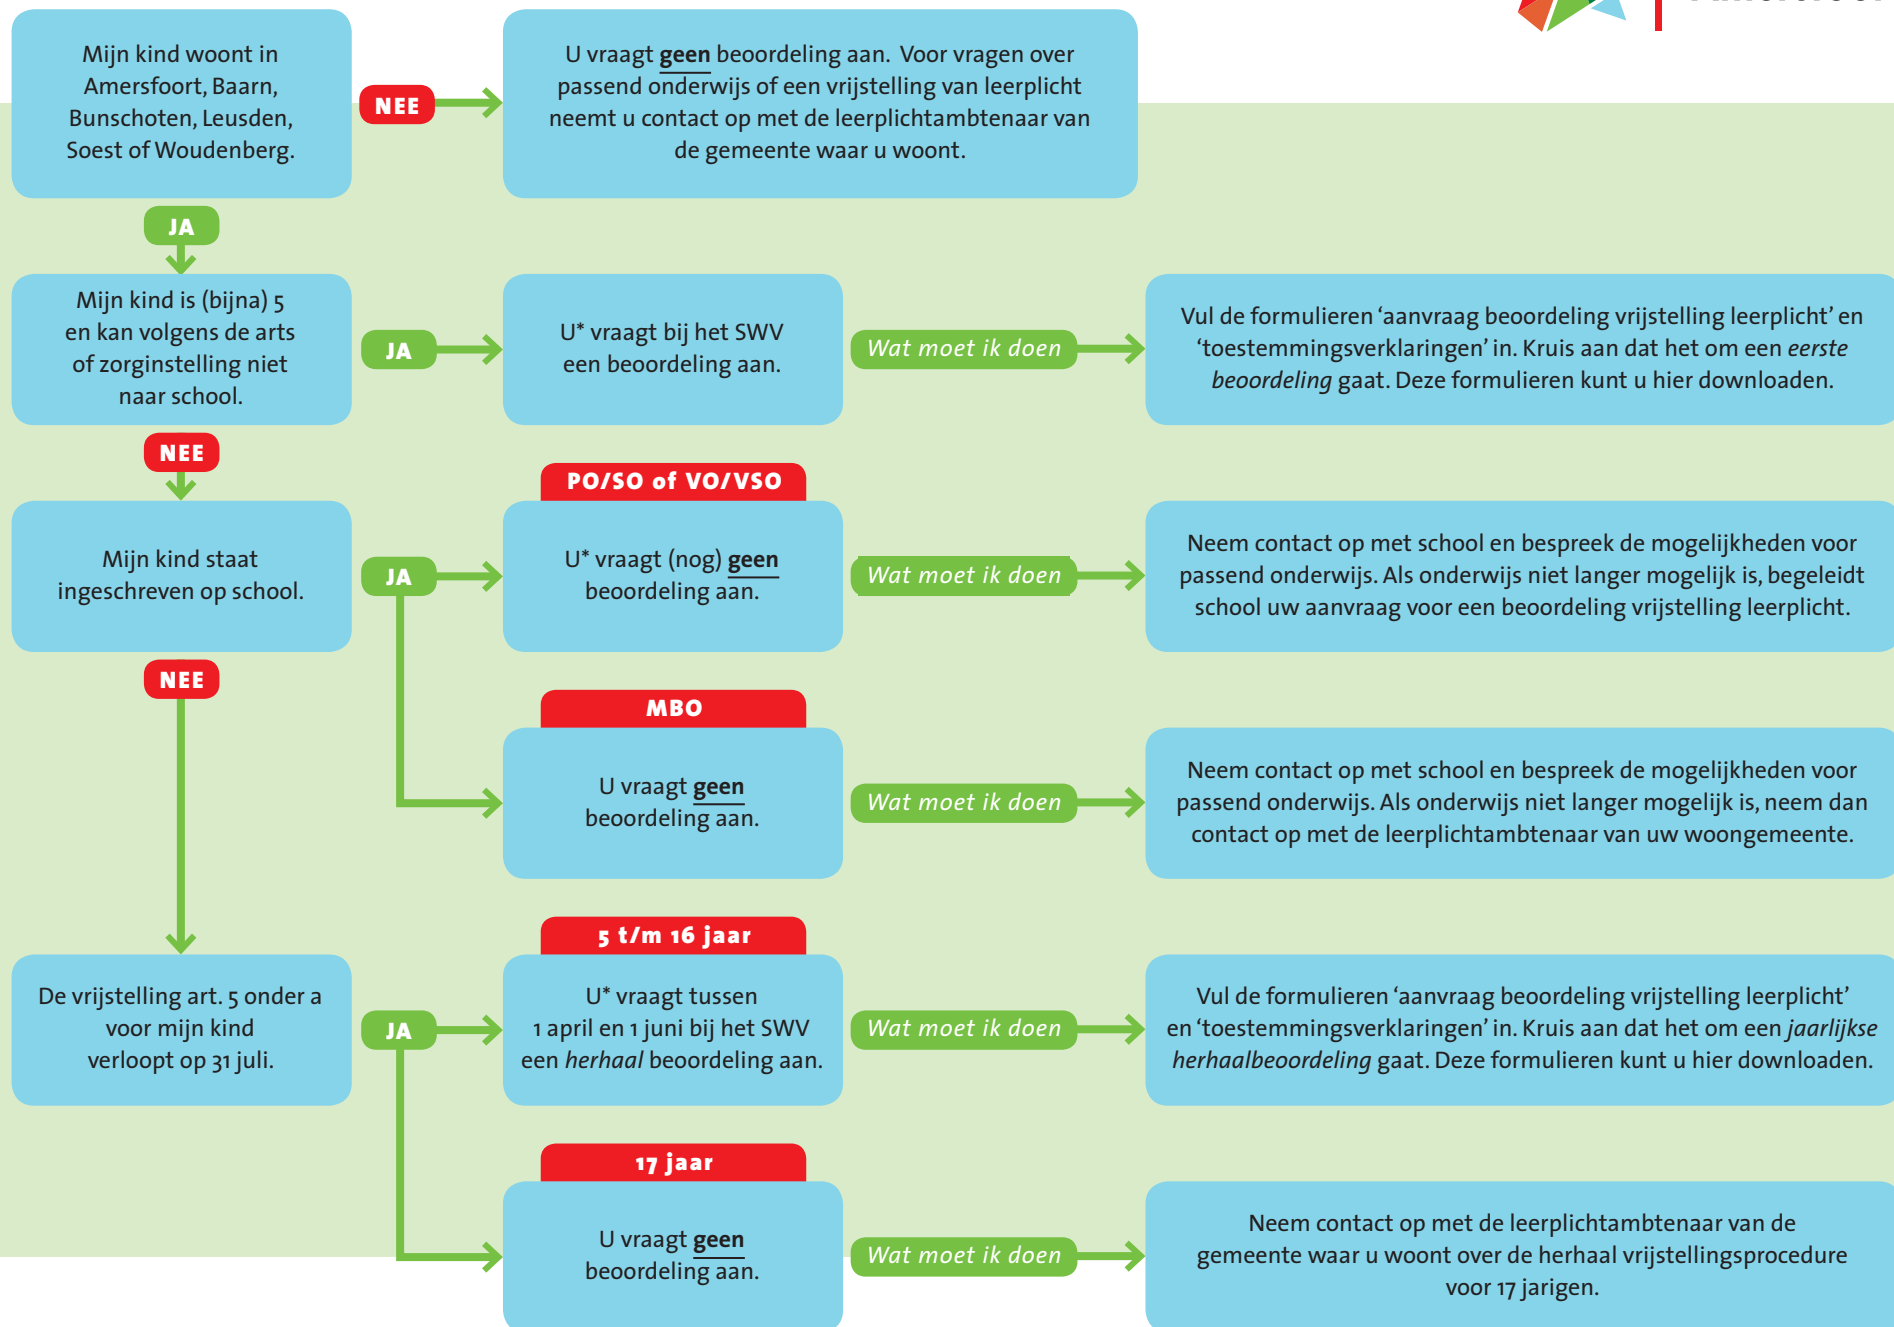 Mijn kind woont in
Amersfoort, Baarn,
Bunschoten, Leusden,
Soest of Woudenberg.
NEE
U vraagt geen beoordeling aan. Voor vragen over
passend onderwijs of een vrijstelling van leerplicht
neemt u contact op met de leerplichtambtenaar van
de gemeente waar u woont.
JA
Mijn kind is (bijna) 5
en kan volgens de arts
of zorginstelling niet
naar school.
JA
U* vraagt bij het SWV
een beoordeling aan.
Wat moet ik doen
Vul de formulieren ‘aanvraag beoordeling vrijstelling leerplicht’ en
‘toestemmingsverklaringen’ in. Kruis aan dat het om een eerste
beoordeling gaat. Deze formulieren kunt u hier downloaden.
NEE
Mijn kind staat
ingeschreven op school.
JA
PO/SO of VO/VSO
U* vraagt (nog) geen
beoordeling aan.
Wat moet ik doen
Neem contact op met school en bespreek de mogelijkheden voor
passend onderwijs. Als onderwijs niet langer mogelijk is, begeleidt
school uw aanvraag voor een beoordeling vrijstelling leerplicht.
MBO
U vraagt geen
beoordeling aan.
Wat moet ik doen
Neem contact op met school en bespreek de mogelijkheden voor
passend onderwijs. Als onderwijs niet langer mogelijk is, neem dan
contact op met de leerplichtambtenaar van uw woongemeente.
NEE
De vrijstelling art. 5 onder a
voor mijn kind
verloopt op 31 juli.
JA
5 t/m 16 jaar
U* vraagt tussen
1 april en 1 juni bij het SWV
een herhaal beoordeling aan.
Wat moet ik doen
Vul de formulieren ‘aanvraag beoordeling vrijstelling leerplicht’
en ‘toestemmingsverklaringen’ in. Kruis aan dat het om een jaarlijkse
herhaalbeoordeling gaat. Deze formulieren kunt u hier downloaden.
17 jaar
U vraagt geen
beoordeling aan.
Wat moet ik doen
Neem contact op met de leerplichtambtenaar van de
gemeente waar u woont over de herhaal vrijstellingsprocedure
voor 17 jarigen.